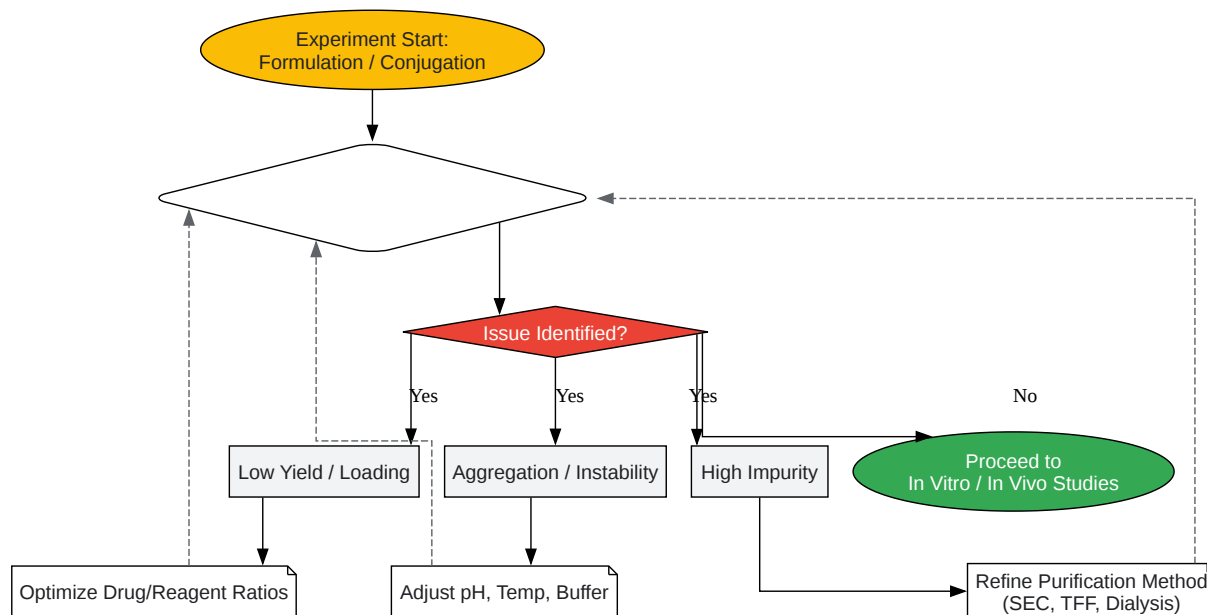 Experiment Start:
Formulation / Conjugation
Issue Identified?
Yes
Yes
Yes
No
Low Yield / Loading
Aggregation / Instability
High Impurity
Proceed to
In Vitro / In Vivo Studies
Optimize Drug/Reagent Ratios
Adjust pH, Temp, Buffer
Refine Purification Method
(SEC, TFF, Dialysis)